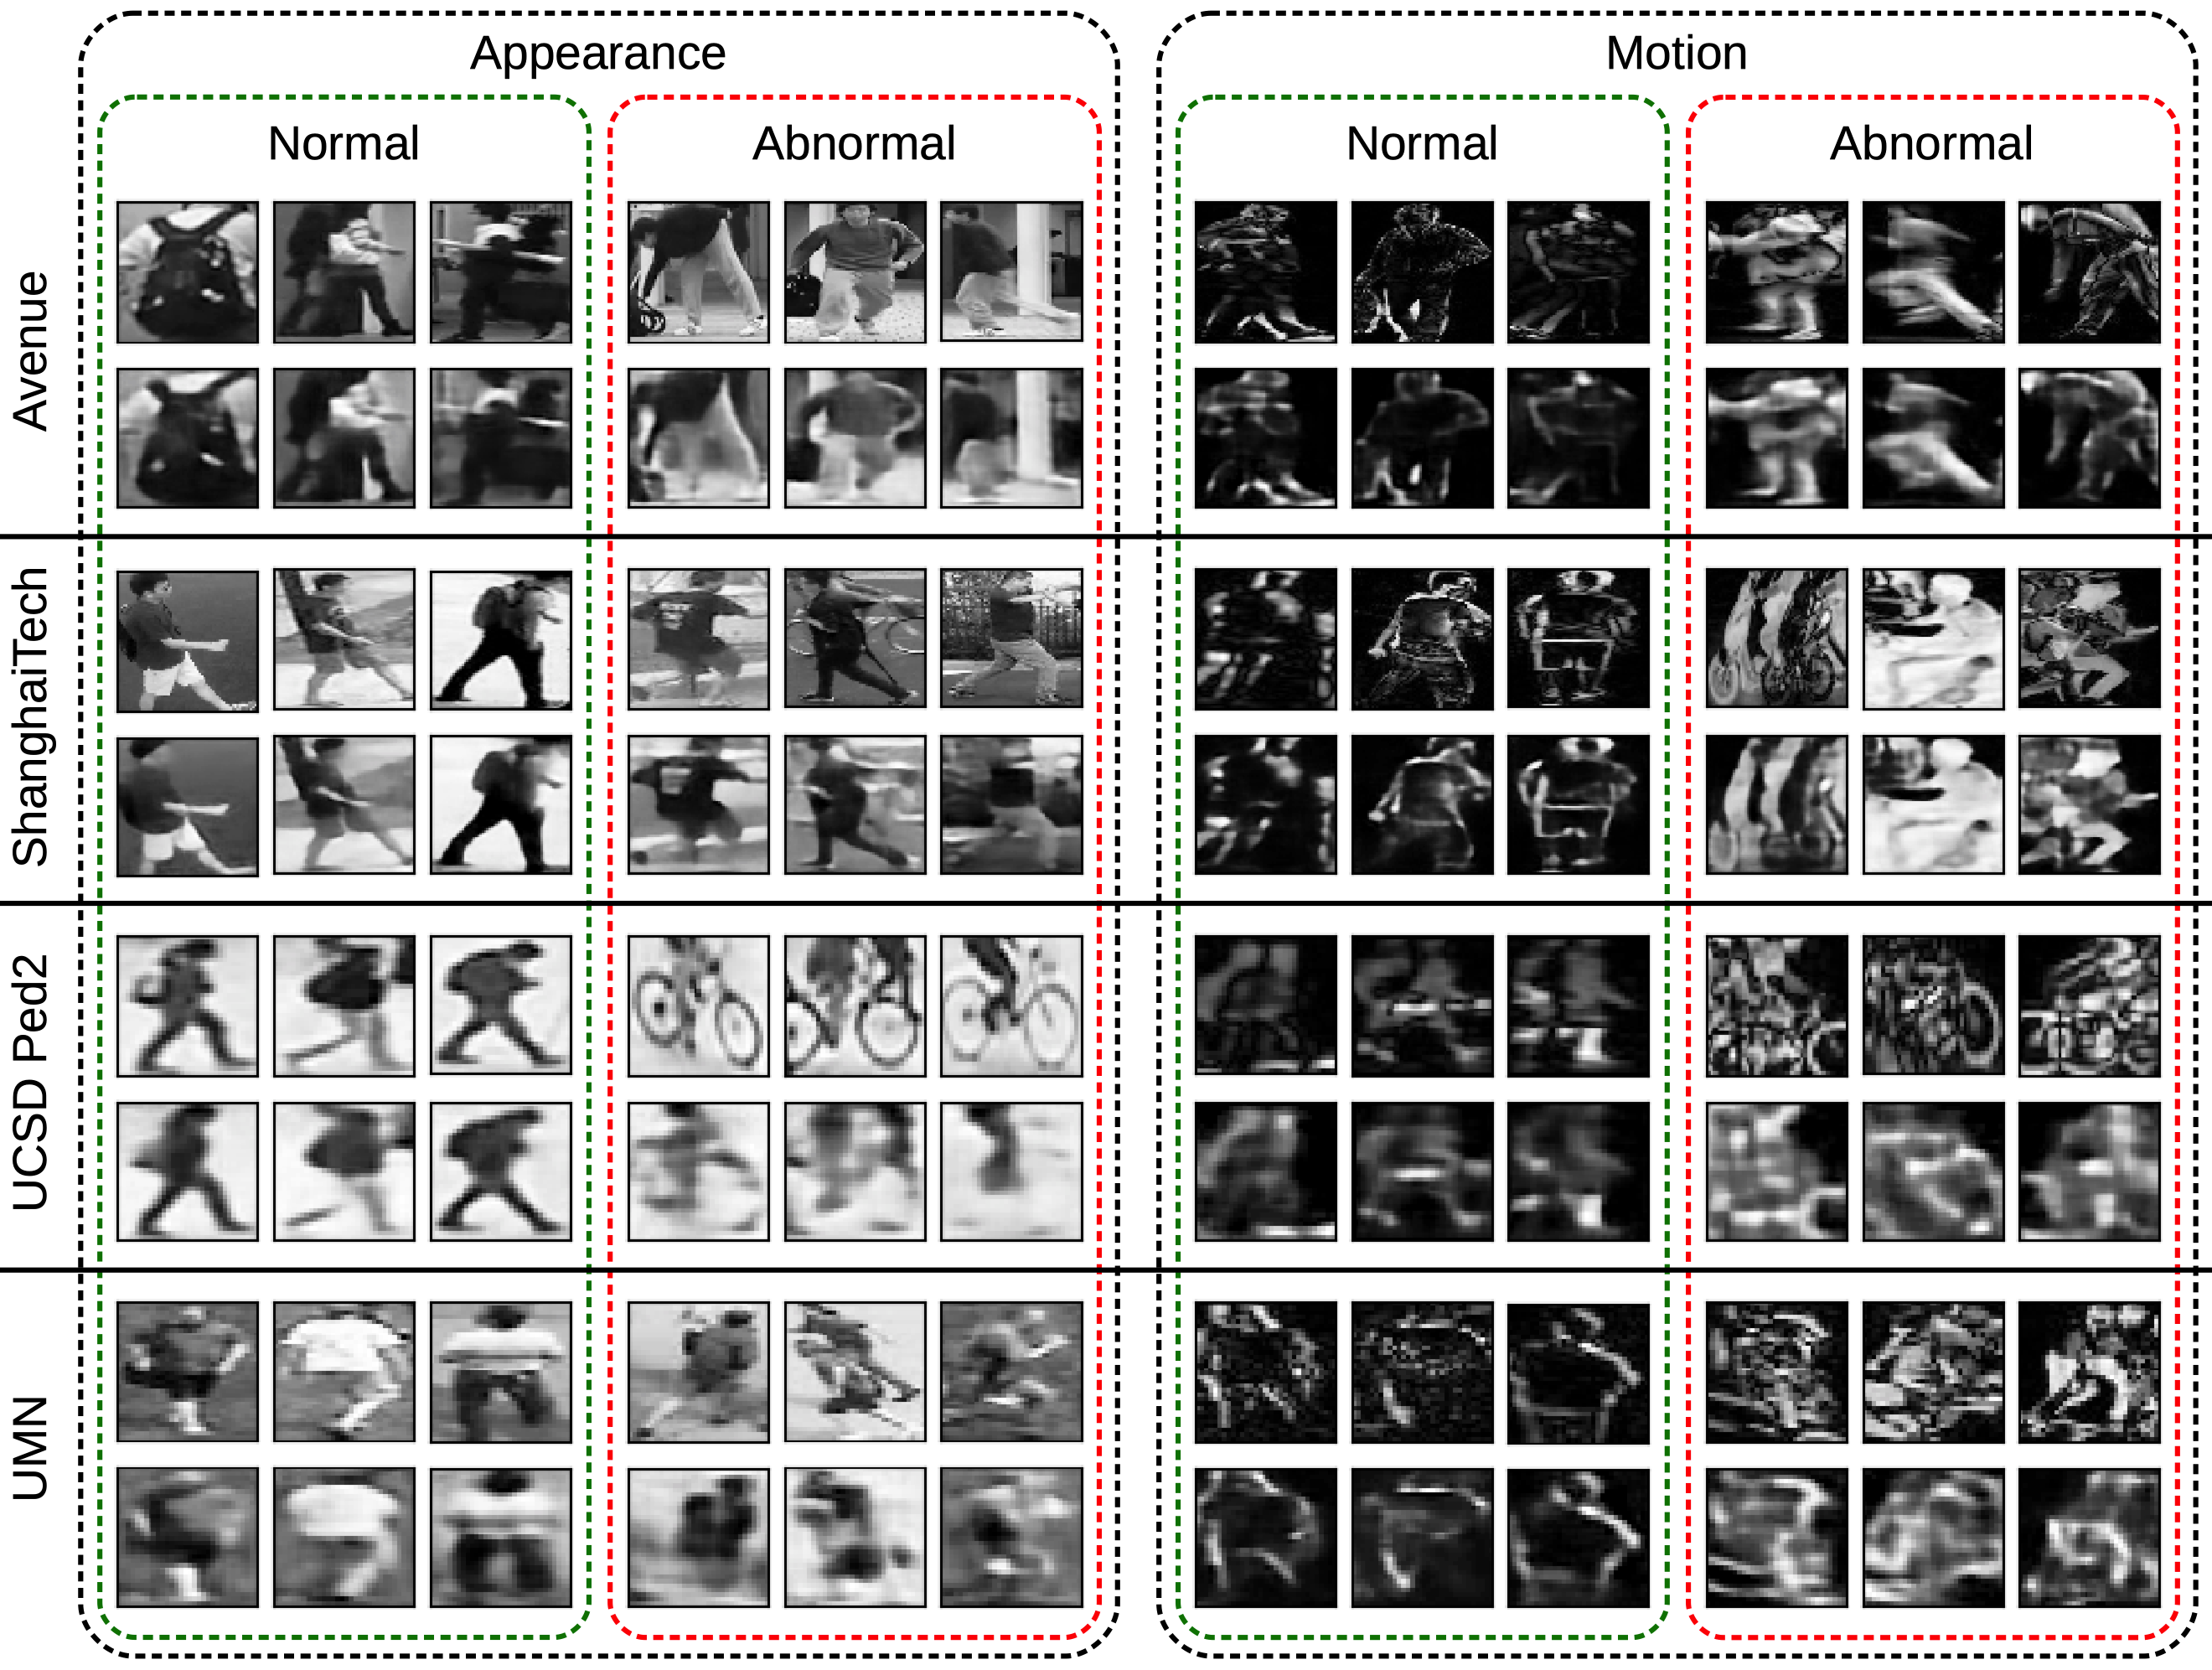 Appearance
Motion
Normal
Abnormal
Normal
Abnormal
Avenue
ShanghaiTech
UCSD Ped2
UMN